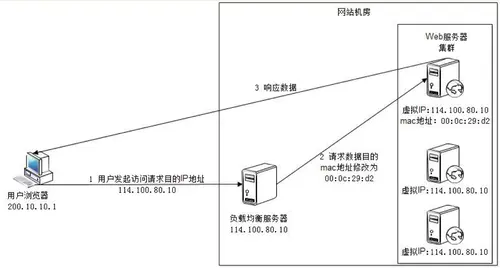 网站机房
Web服务器
集群
3 响应数据
虚拟IP:114.100.80.10
mac地址: 00:0c:29:d2
2 请求数据目的
mac地址修改为
00:0c:29:d2
1 用户发起访问请求目的IP地址
114.100.80.10
用户浏览器
200.10.10.1
负载均衡服务器
114.100.80.10
虚拟IP:114.100.80.10
虚拟IP:114.100.80.10